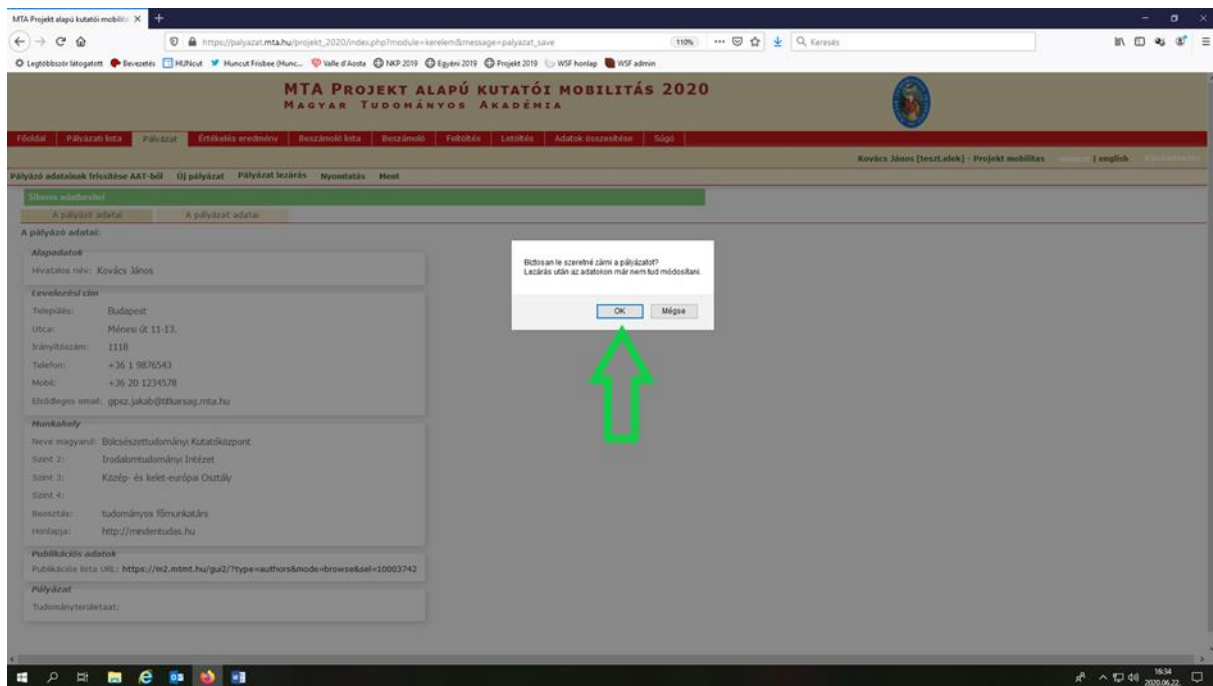 MTA Projekt alapú kutatói mobilitá
https://palyazat.mta.hu/projekt_2020/index.php?module=kerelem&message=palyazat_save
110%
Keresés
Legtöbbször látogatott Bevezetés HUNcut Huncut Frisbee (Hunc... Valle d'Aosta NKP 2019 Egyéni 2019 Projekt 2019 WSF honlap WSF admin
MTA PROJEKT ALAPÚ KUTATÓI MOBILITÁS 2020
MAGYAR TUDOMÁNYOS AKADÉMIA
Főoldal Pályázati lista Pályázat Értékelés eredmény Beszámoló lista Beszámoló Feltöltés Letöltés Adatok összesítése Súgó
Kovács János [teszt.elek] - Projekt mobilitas | english
Pályázó adatainak frissítése AAT-ból Új pályázat Pályázat lezárás Nyomtatás Ment
Sikeres adatbevitel
A pályázó adatai A pályázat adatai
A pályázó adatai:
Alapadatok
Hivatalos név: Kovács János
Levelezési cím
Település: Budapest
Utca: Ménesi út 11-13.
Irányítószám: 1118
Telefon: +36 1 9876543
Mobil: +36 20 1234578
Elsődleges email: gpsz.jakab@titkarsag.mta.hu
Munkahely
Neve magyarul: Bölcsészettudományi Kutatóközpont
Szint 2: Irodalomtudományi Intézet
Szint 3: Közép- és kelet-európai Osztály
Szint 4:
Beosztás: tudományos főmunkatárs
Honlapja: http://mindentudas.hu
Publikációs adatok
Publikációs lista URL: https://m2.mtmt.hu/gui2/?type=authors&mode=browse&sel=10003742
Pályázat
Tudományterületaat:
Biztosan le szeretné zárni a pályázatot?
Lezárás után az adatokon már nem tud módosítani.
OK Mégse
16:34
2020.06.22.